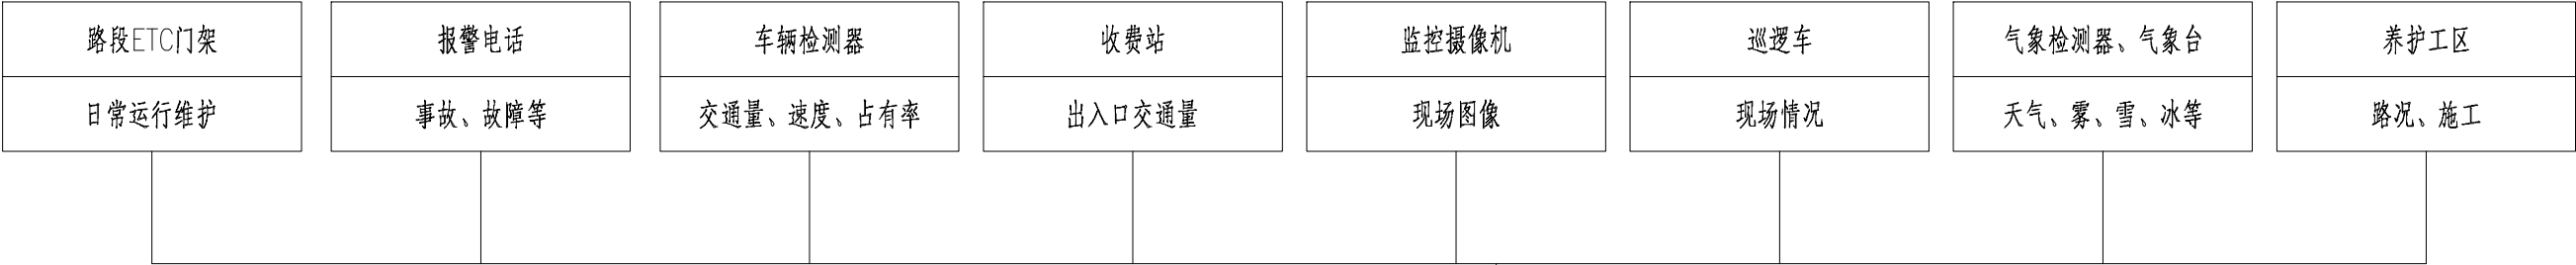 路段ETC门架
日常运行维护
报警电话
事故、故障等
车辆检测器
交通量、速度、占有率
收费站
出入口交通量
监控摄像机
现场图像
巡逻车
现场情况
气象检测器、气象台
天气、雾、雪、冰等
养护工区
路况、施工